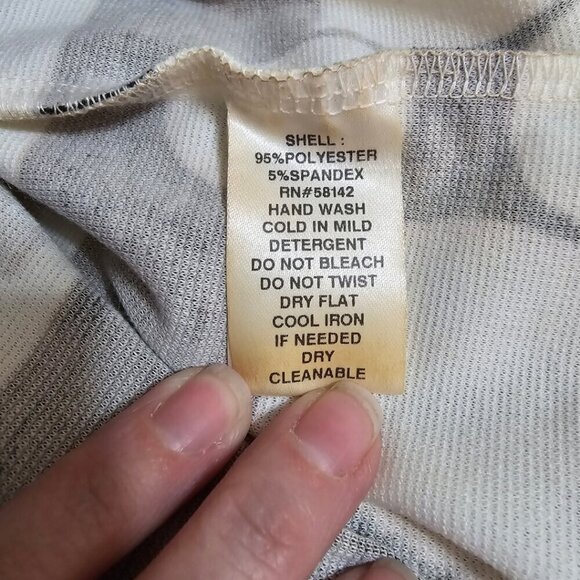 SHELL :
95%POLYESTER
5%SPANDEX
RN#58142
HAND WASH
COLD IN MILD
DETERGENT
DO NOT BLEACH
DO NOT TWIST
DRY FLAT
COOL IRON
IF NEEDED
DRY
CLEANABLE